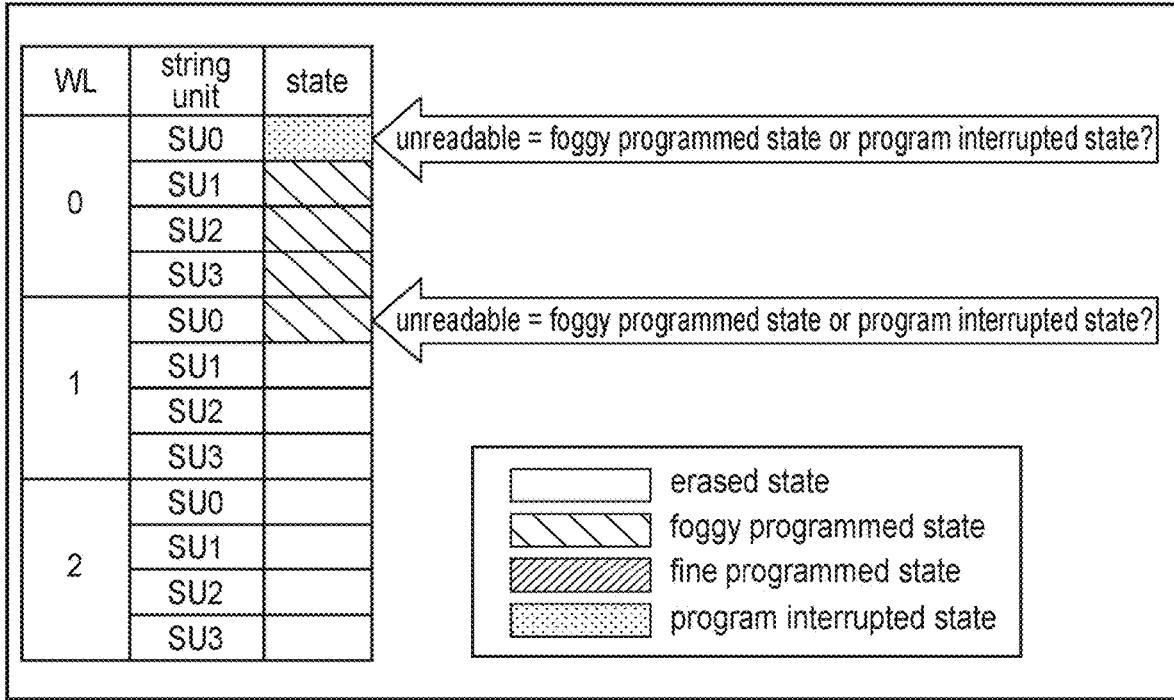 WL string unit state
0 SU0 unreadable = foggy programmed state or program interrupted state?
SU1
SU2
SU3
1 SU0 unreadable = foggy programmed state or program interrupted state?
SU1
SU2
SU3
2 SU0
SU1
SU2
SU3
erased state
foggy programmed state
fine programmed state
program interrupted state